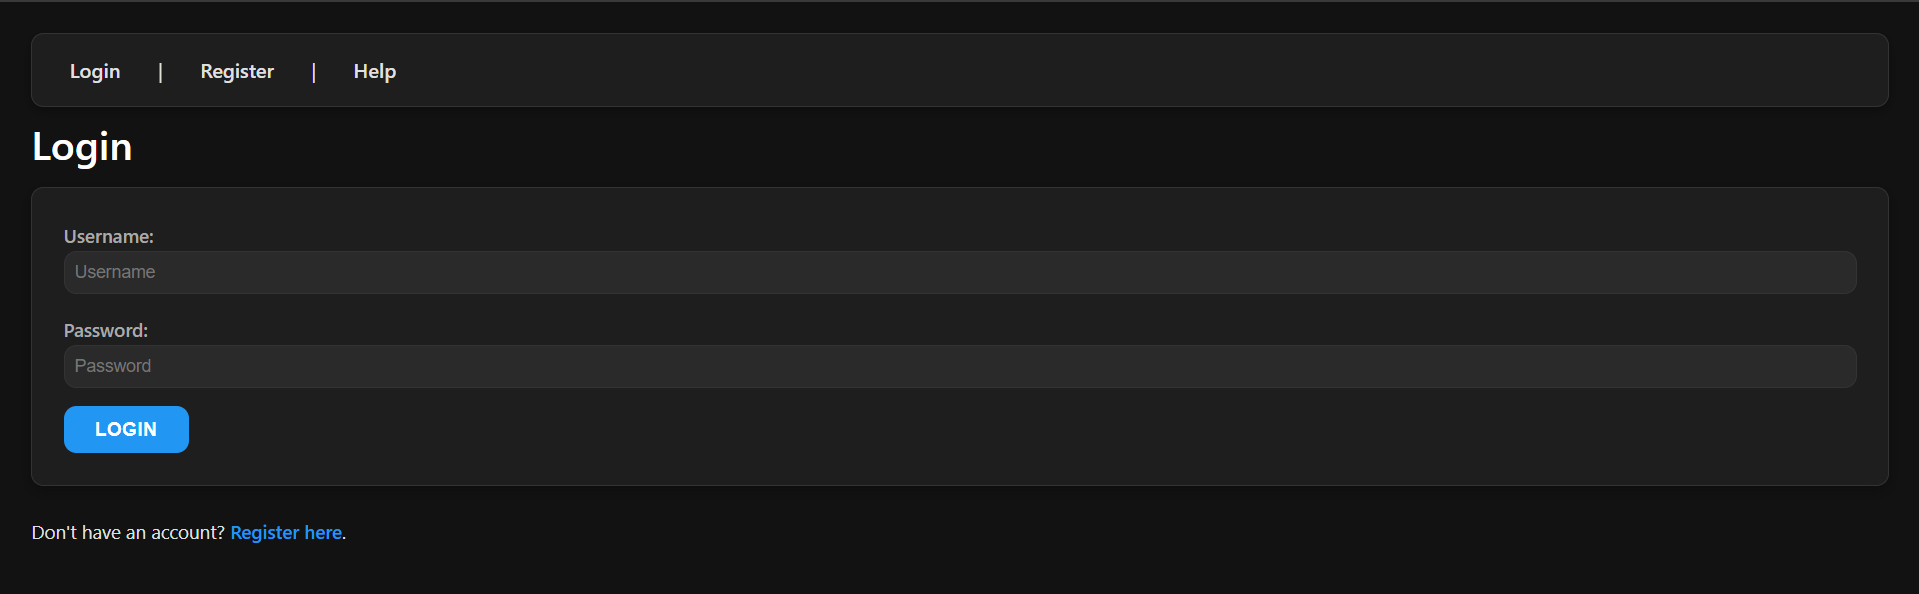 Login | Register | Help
Login
Username:
Username
Password:
Password
LOGIN
Don't have an account? Register here.